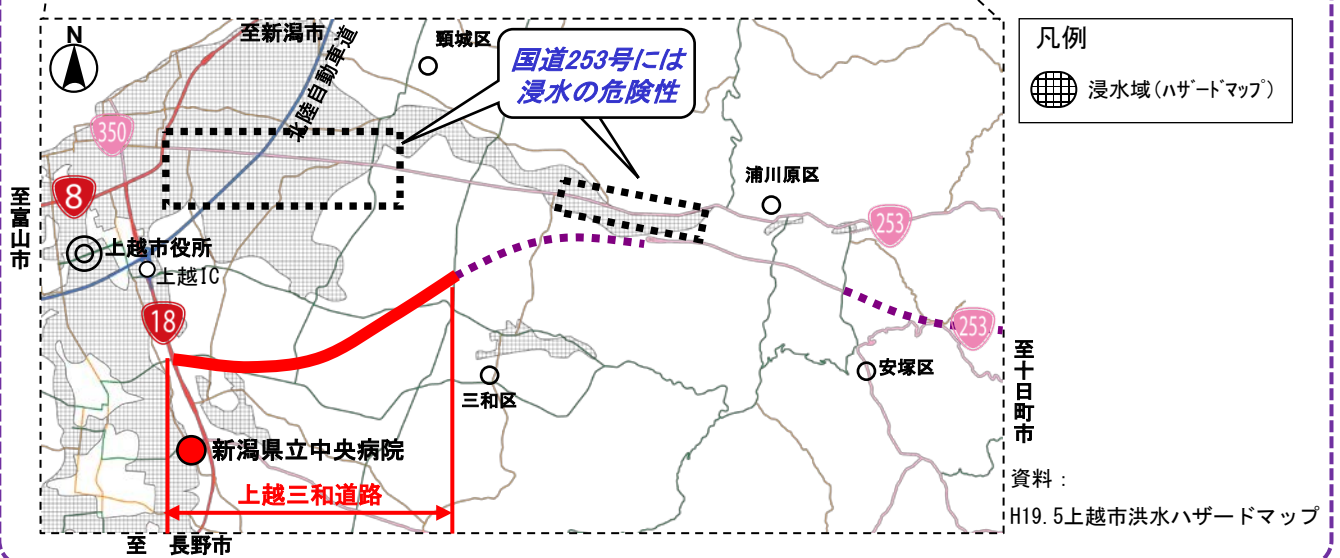 N
至新潟市
頸城区
北陸自動車道
国道253号には
浸水の危険性
凡例
浸水域(ハザードマップ)
350
8
至富山市
上越市役所
上越IC
18
浦川原区
253
253
至十日町市
安塚区
三和区
新潟県立中央病院
上越三和道路
至 長野市
資料:
H19.5上越市洪水ハザードマップ